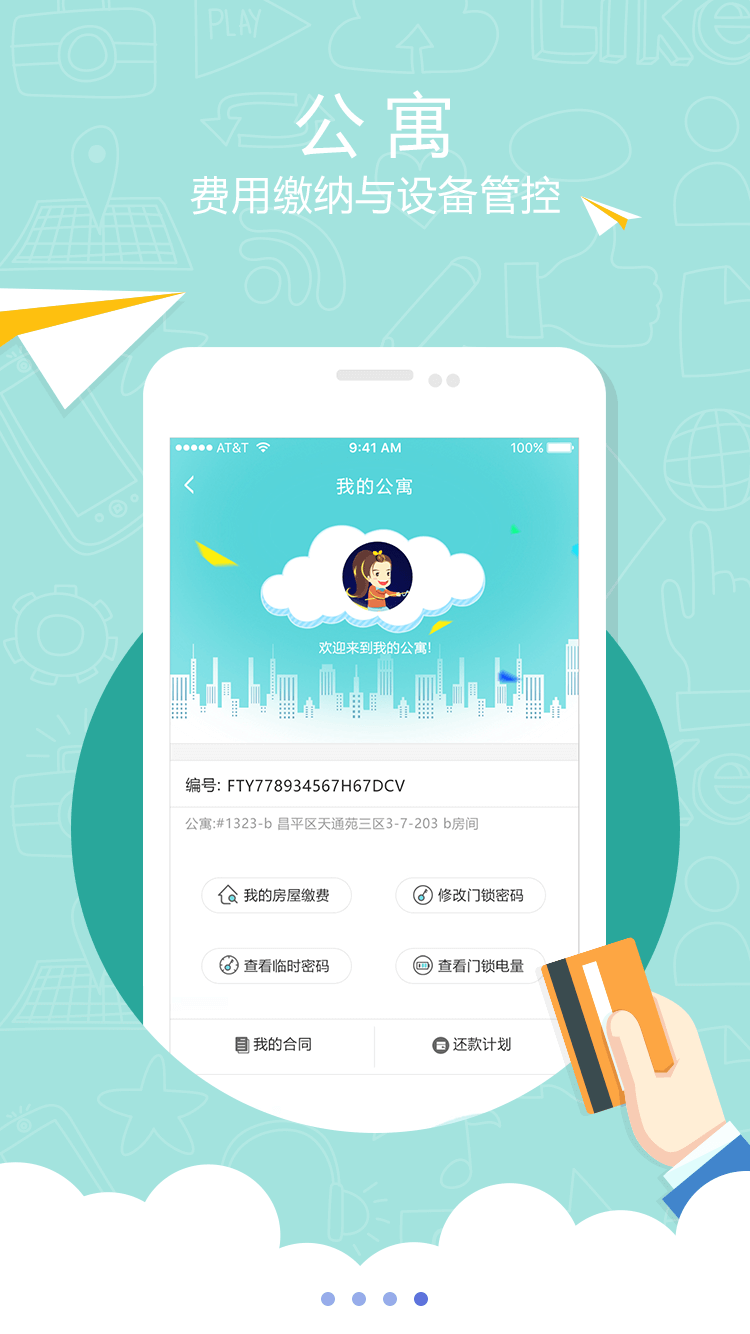 PLAY
LIKE
公寓
费用缴纳与设备管控
AT&T 9:41 AM 100%
我的公寓
欢迎来到我的公寓!
编号: FTY778934567H67DCV
公寓:#1323-b 昌平区天通苑三区3-7-203 b房间
我的房屋缴费 修改门锁密码
查看临时密码 查看门锁电量
我的合同 还款计划